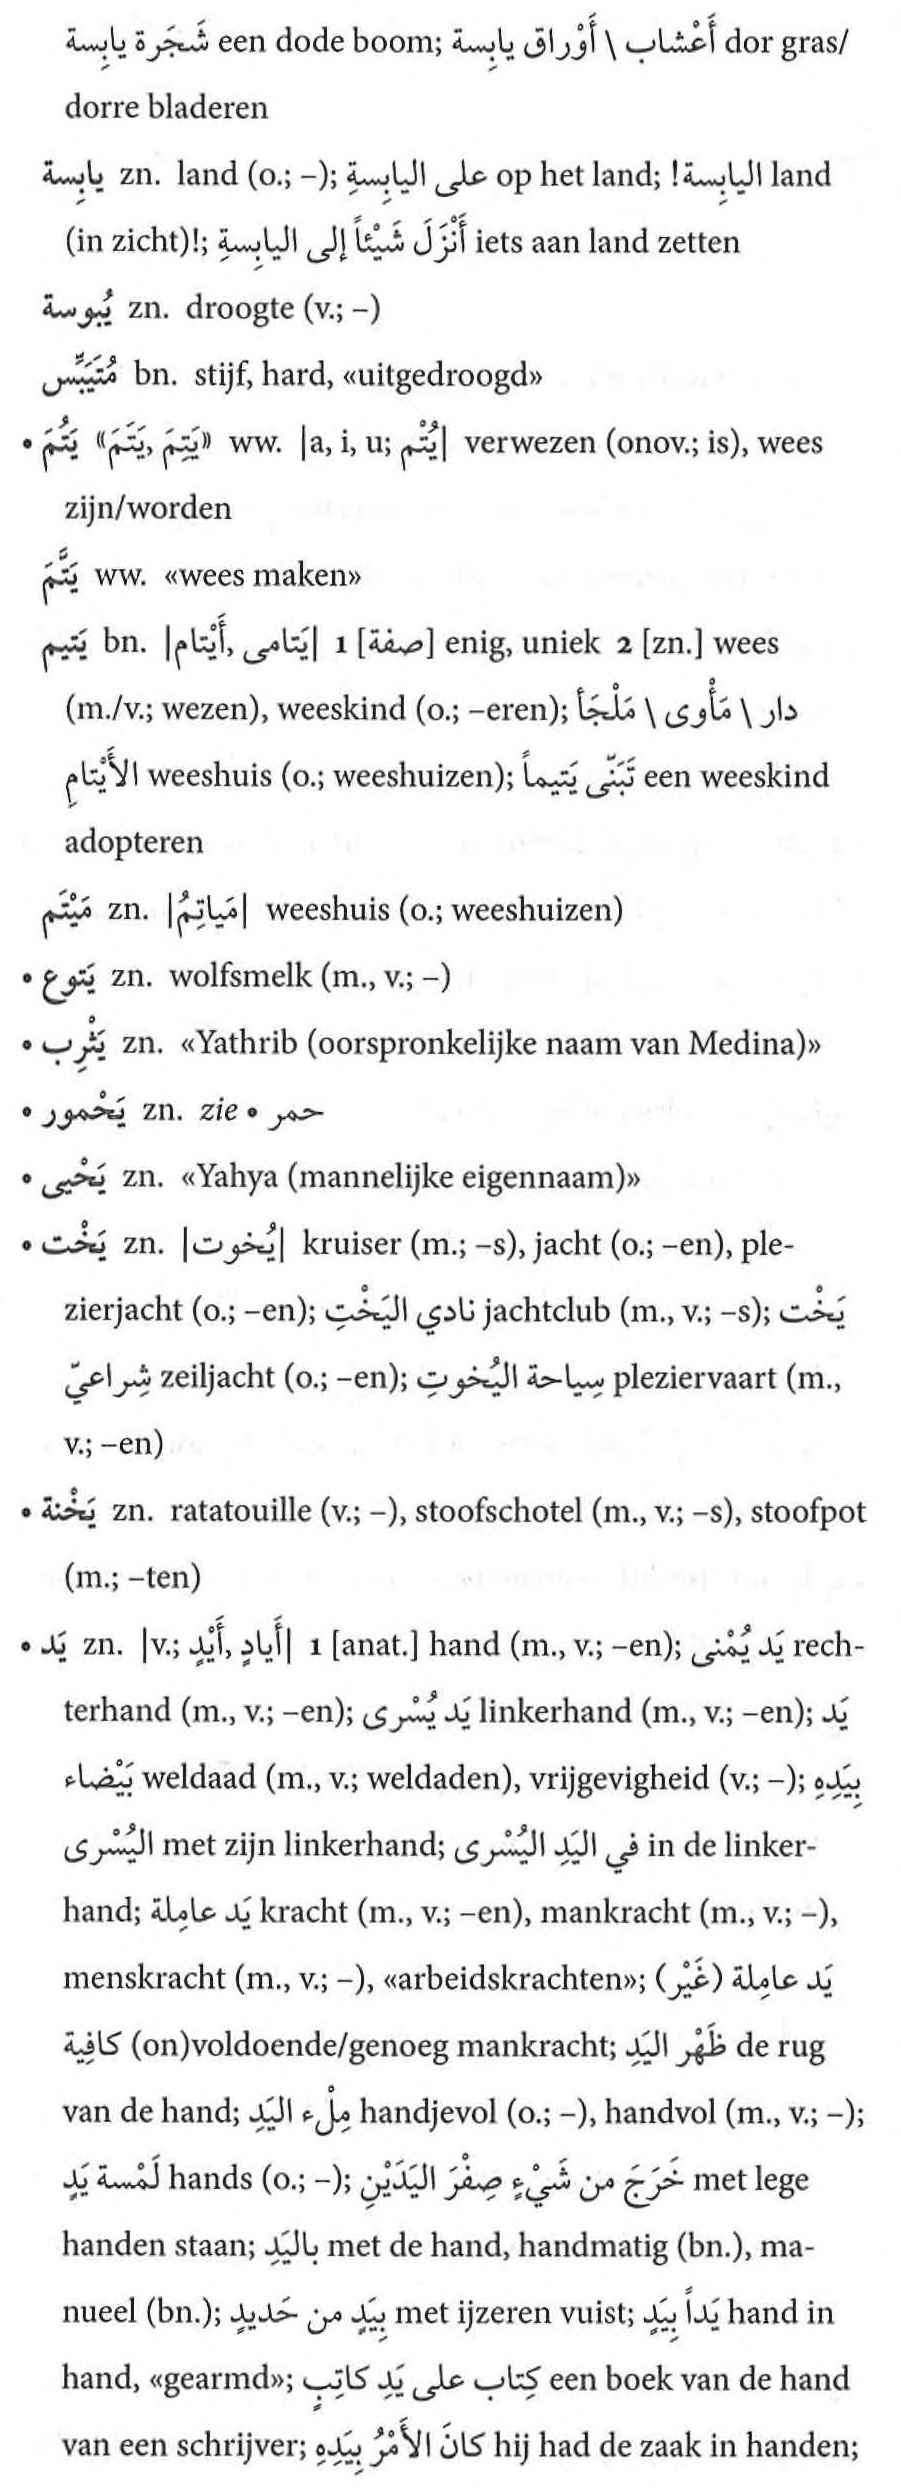 شَجَرة يابِسة een dode boom; أَعْشاب \ أَوْراق يابِسة dor gras/
dorre bladeren
يابِسة zn. land (o.; –); على اليابِسةِ op het land; !اليابِسة land
(in zicht)!; أَنْزَلَ شَيْئاً إلى اليابِسةِ iets aan land zetten
يُبوسة zn. droogte (v.; –)
مُتَيَبِّس bn. stijf, hard, «uitgedroogd»
• يَتُمَ «يَتِمَ, يَتَمَ» ww. |a, i, u; يُتْم| verwezen (onov.; is), wees
zijn/worden
يَتَّمَ ww. «wees maken»
يَتيم bn. |يَتامى ,أَيْتام| 1 [صفة] enig, uniek 2 [zn.] wees
(m./v.; wezen), weeskind (o.; –eren); دار \ مَأْوى \ مَلْجَأ
الأَيْتامِ weeshuis (o.; weeshuizen); تَبَنّى يَتيماً een weeskind
adopteren
مَيْتَم zn. |مَياتِمُ| weeshuis (o.; weeshuizen)
• يَتوع zn. wolfsmelk (m., v.; –)
• يَثْرِب zn. «Yathrib (oorspronkelijke naam van Medina)»
• يَحْمور zn. zie • حمر
• يَحْيى zn. «Yahya (mannelijke eigennaam)»
• يَخْت zn. |يُخوت| kruiser (m.; –s), jacht (o.; –en), ple-
zierjacht (o.; –en); نادي اليَخْتِ jachtclub (m., v.; –s); يَخْت
شِراعيّ zeiljacht (o.; –en); سِياحة اليُخوتِ pleziervaart (m.,
v.; –en)
• يَخْنة zn. ratatouille (v.; –), stoofschotel (m., v.; –s), stoofpot
(m.; –ten)
• يَد zn. |v.; أَيادٍ ,أَيْدٍ| 1 [anat.] hand (m., v.; –en); يَد يُمْنى rech-
terhand (m., v.; –en); يَد يُسْرى linkerhand (m., v.; –en); يَد
بَيْضاء weldaad (m., v.; weldaden), vrijgevigheid (v.; –); بِيَدِهِ
اليُسْرى met zijn linkerhand; في اليَدِ اليُسْرى in de linker-
hand; يَد عامِلة kracht (m., v.; –en), mankracht (m., v.; –),
menskracht (m., v.; –), «arbeidskrachten»; يَد عامِلة (غَيْر)
كافِية (on)voldoende/genoeg mankracht; ظَهْر اليَدِ de rug
van de hand; مِلْء اليَدِ handjevol (o.; –), handvol (m., v.; –);
لَمْسة يَدٍ hands (o.; –); خَرَجَ من شَيْءٍ صِفْرَ اليَدَيْنِ met lege
handen staan; باليَدِ met de hand, handmatig (bn.), ma-
nueel (bn.); بِيَدٍ من حَديدٍ met ijzeren vuist; يَداً بِيَدٍ hand in
hand, «gearmd»; كِتاب على يَدِ كاتِبٍ een boek van de hand
van een schrijver; كانَ الأَمْرُ بِيَدِهِ hij had de zaak in handen;